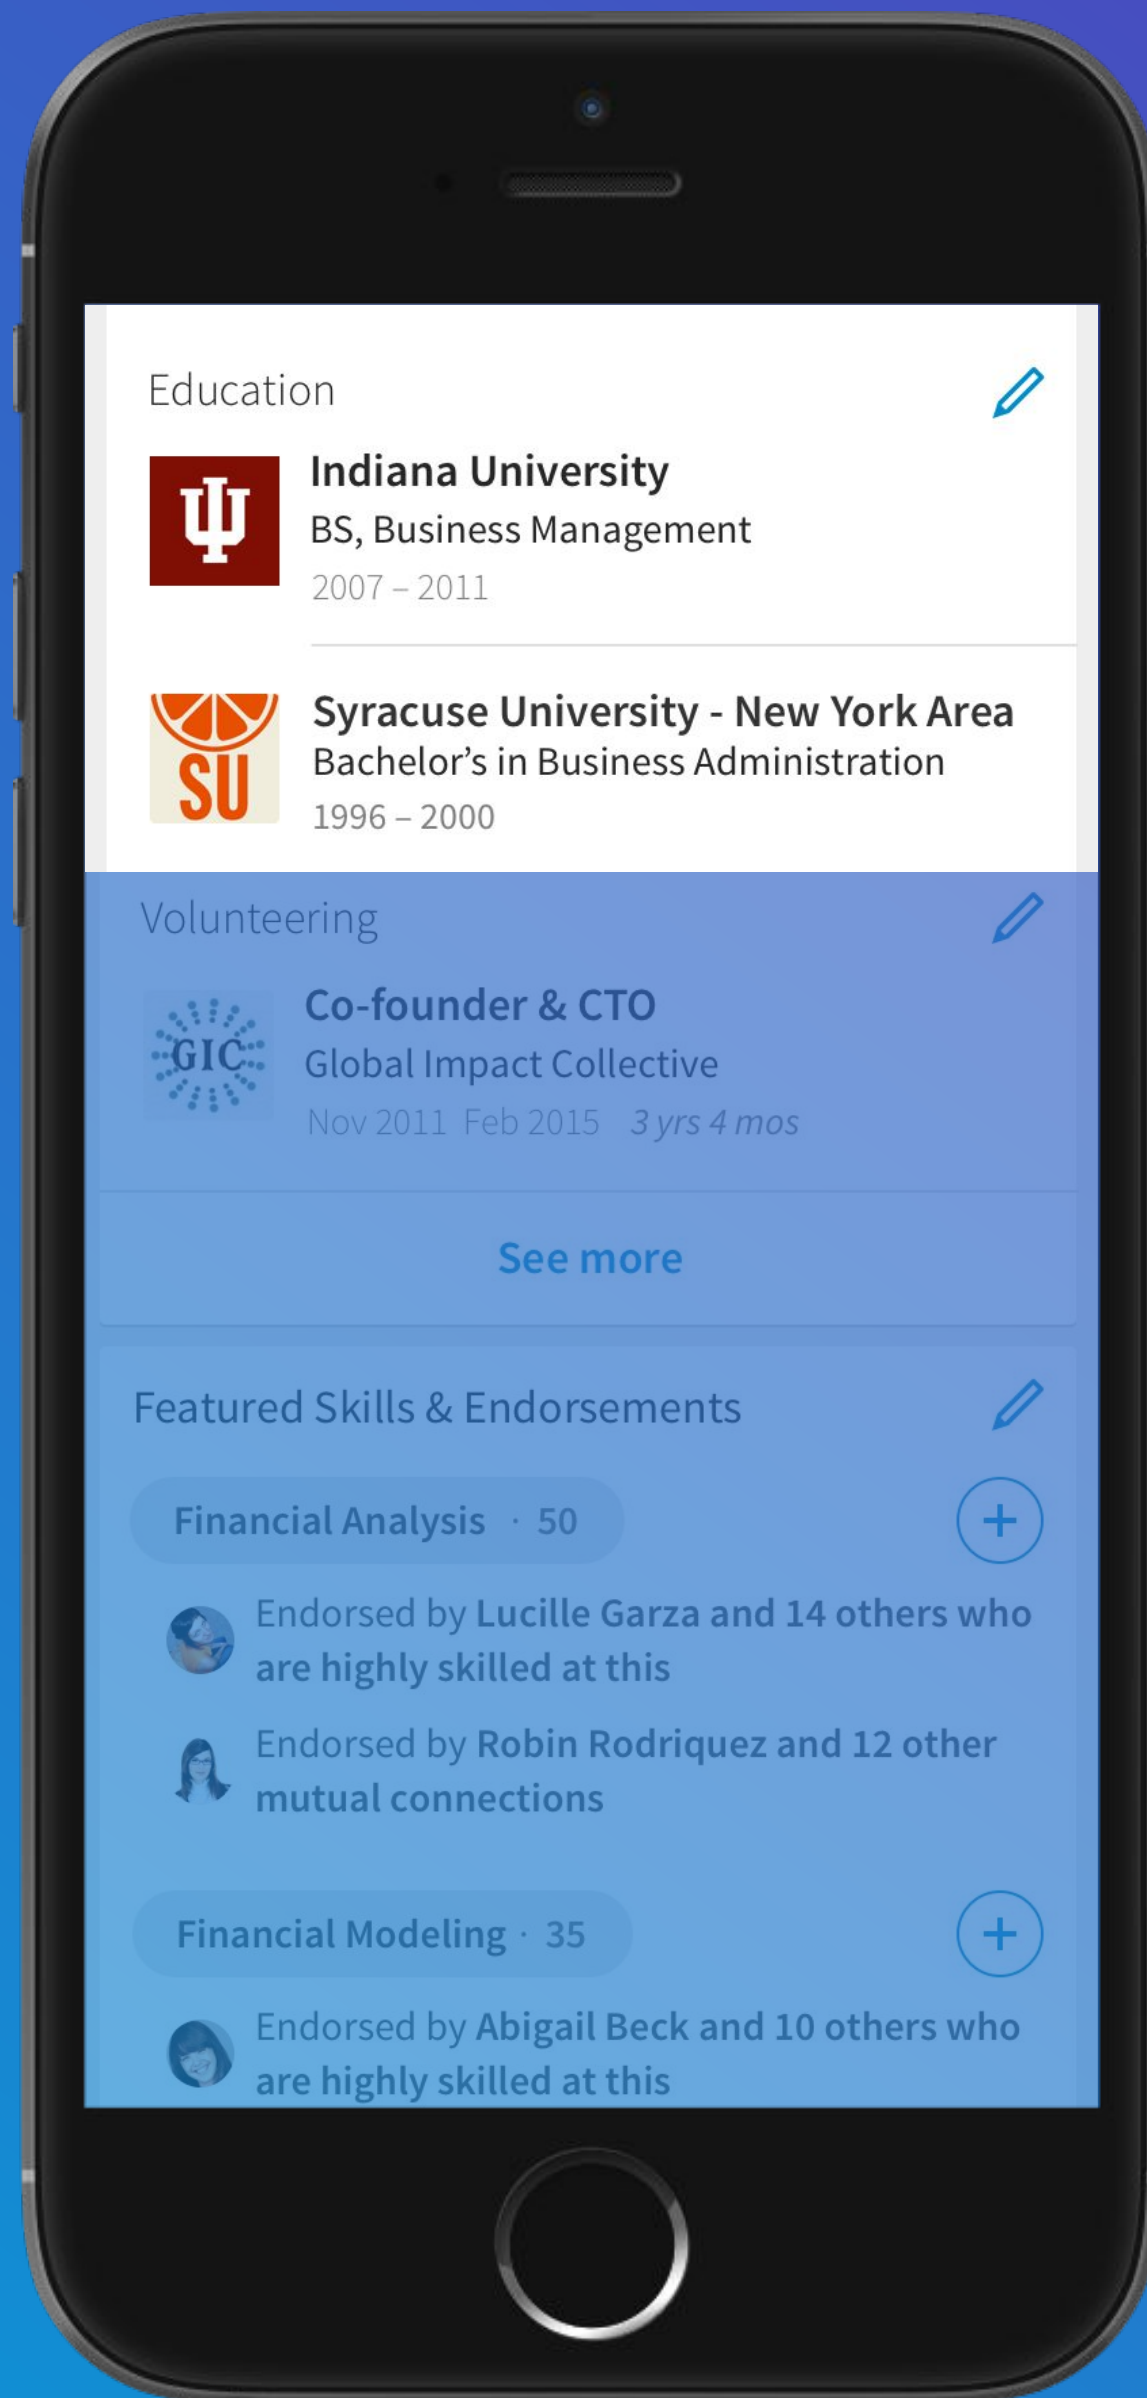 Education
Indiana University
BS, Business Management
2007 – 2011
SU
Syracuse University - New York Area
Bachelor’s in Business Administration
1996 – 2000
Volunteering
GIC
Co-founder & CTO
Global Impact Collective
Nov 2011 Feb 2015 3 yrs 4 mos
See more
Featured Skills & Endorsements
Financial Analysis · 50
Endorsed by Lucille Garza and 14 others who
are highly skilled at this
Endorsed by Robin Rodriquez and 12 other
mutual connections
Financial Modeling · 35
Endorsed by Abigail Beck and 10 others who
are highly skilled at this